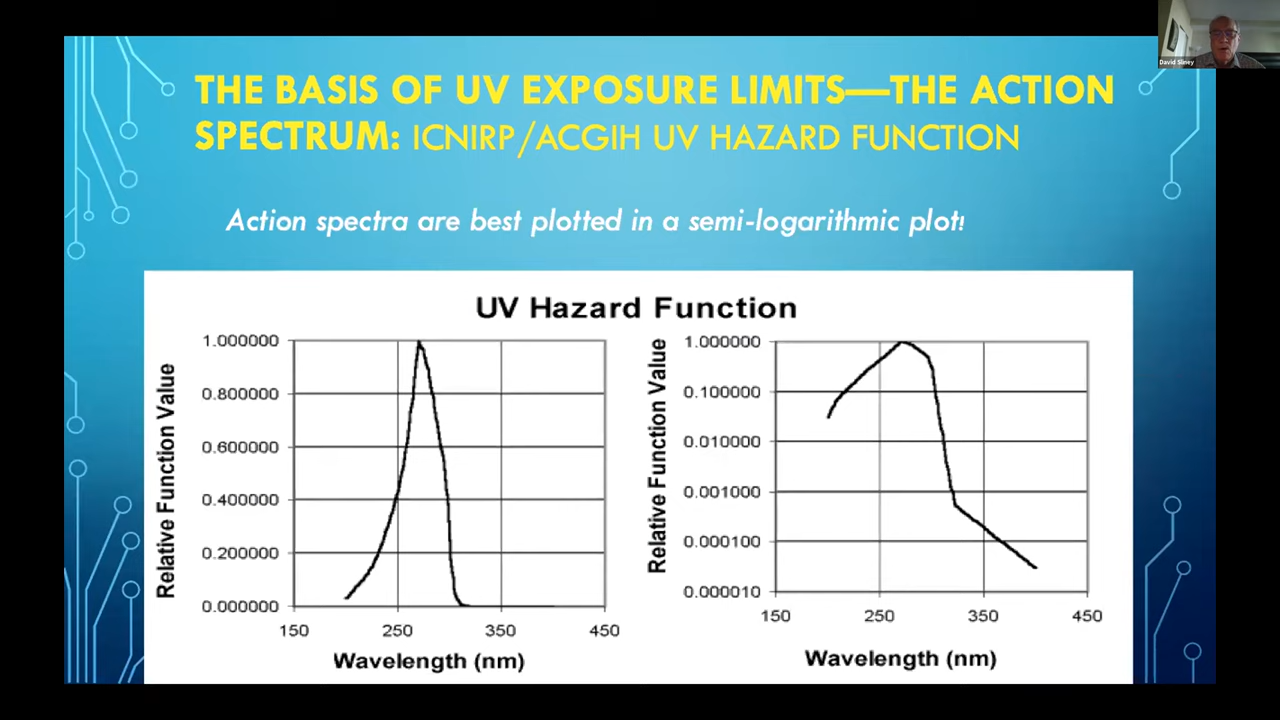 David Sliney
THE BASIS OF UV EXPOSURE LIMITS—THE ACTION
SPECTRUM: ICNIRP/ACGIH UV HAZARD FUNCTION
Action spectra are best plotted in a semi-logarithmic plot!
UV Hazard Function
Relative Function Value
1.000000
0.800000
0.600000
0.400000
0.200000
0.000000
150
250
350
450
Wavelength (nm)
Relative Function Value
1.000000
0.100000
0.010000
0.001000
0.000100
0.000010
150
250
350
450
Wavelength (nm)